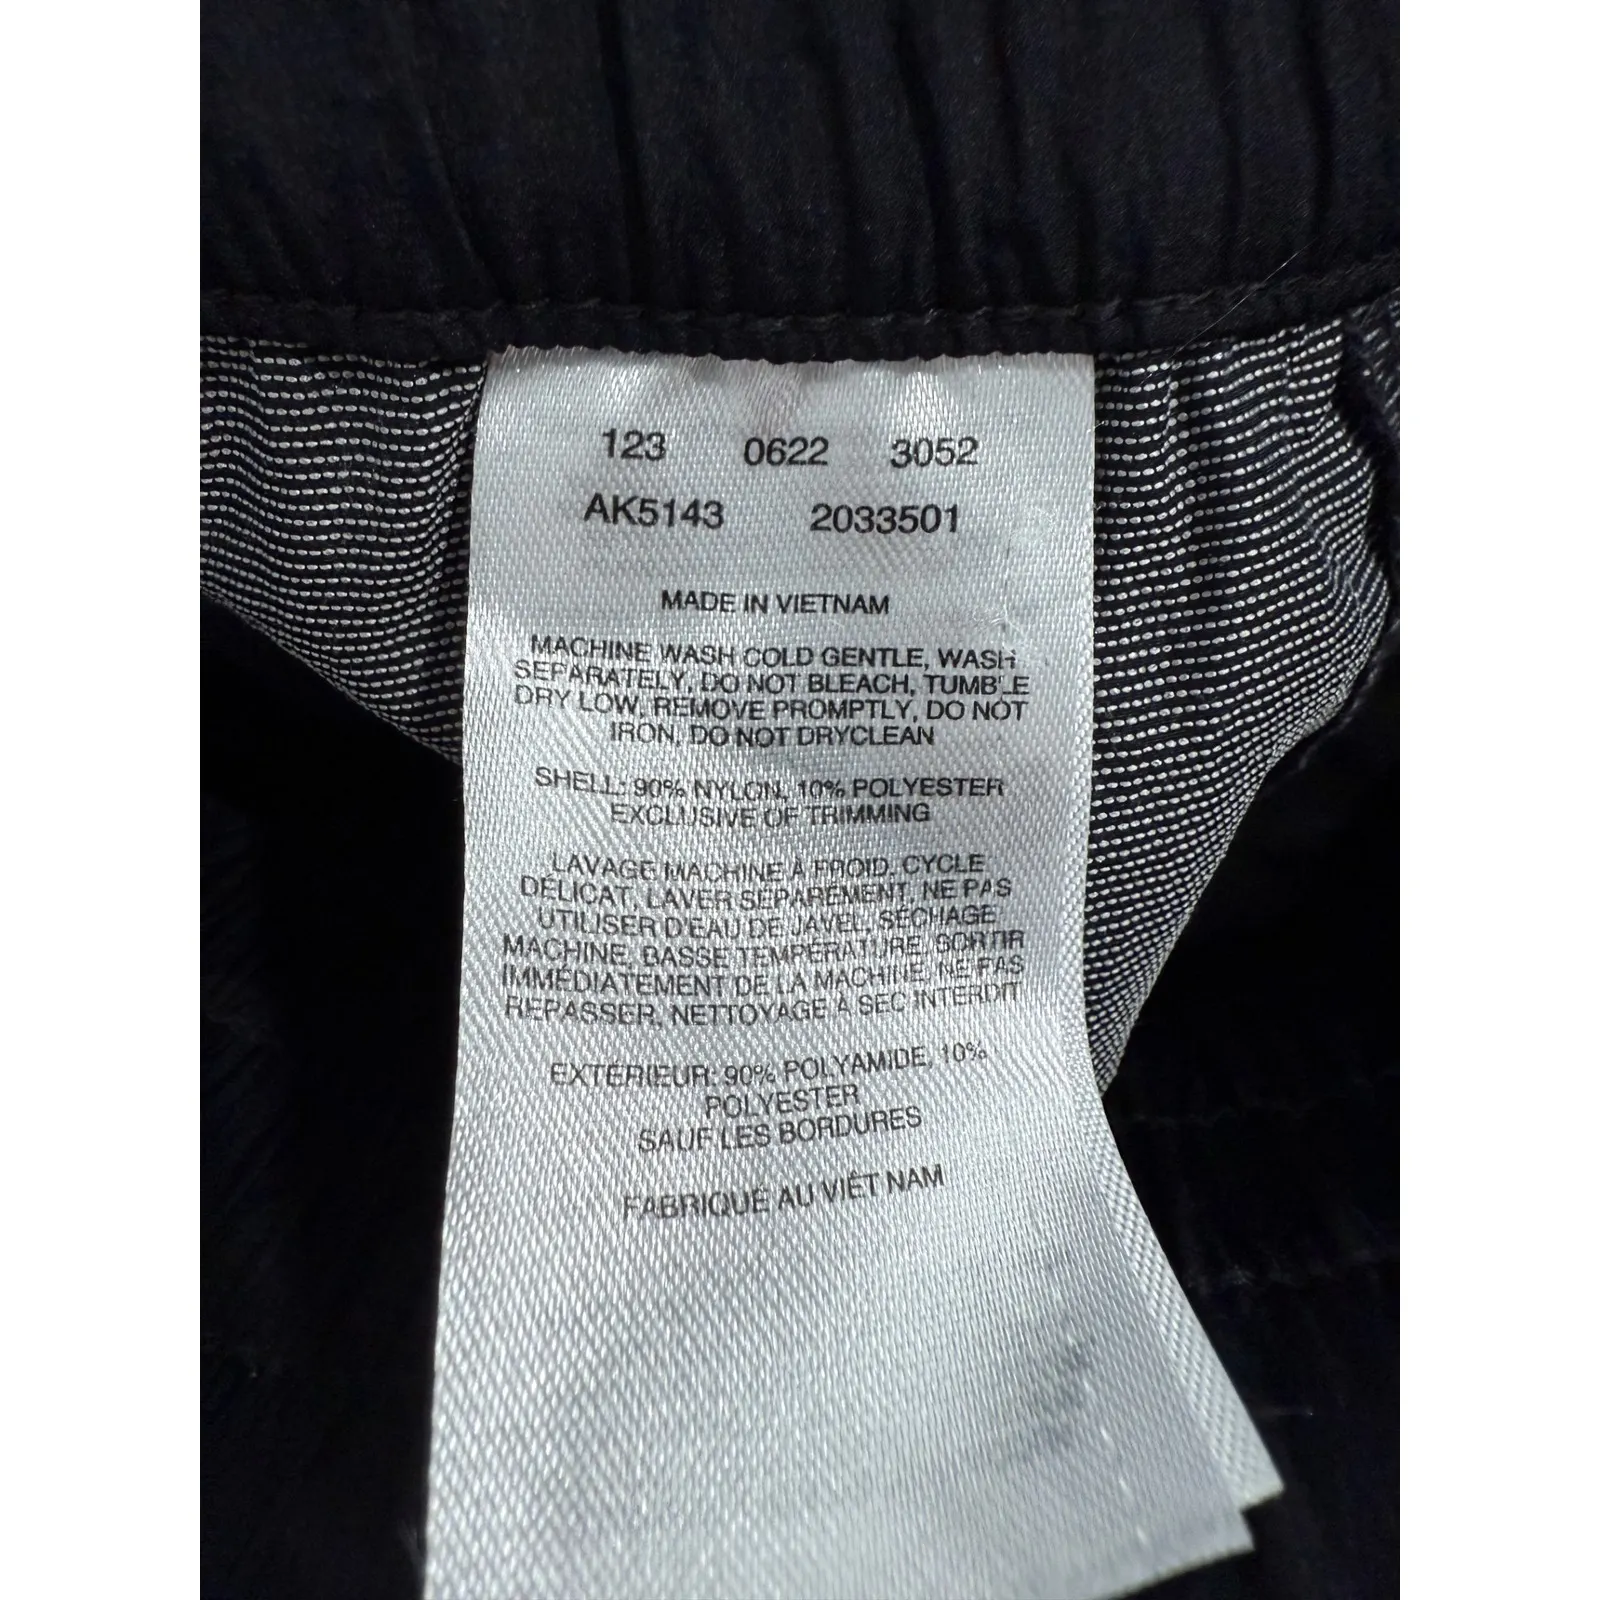 123 0622 3052
AK5143 2033501
MADE IN VIETNAM
MACHINE WASH COLD GENTLE, WASH
SEPARATELY, DO NOT BLEACH, TUMBLE
DRY LOW, REMOVE PROMPTLY, DO NOT
IRON, DO NOT DRYCLEAN
SHELL: 90% NYLON, 10% POLYESTER
EXCLUSIVE OF TRIMMING
LAVAGE MACHINE À FROID, CYCLE
DÉLICAT, LAVER SÉPARÉMENT, NE PAS
UTILISER D'EAU DE JAVEL, SÉCHAGE
MACHINE, BASSE TEMPÉRATURE, SORTIR
IMMÉDIATEMENT DE LA MACHINE, NE PAS
REPASSER, NETTOYAGE À SEC INTERDIT
EXTÉRIEUR: 90% POLYAMIDE, 10%
POLYESTER
SAUF LES BORDURES
FABRIQUÉ AU VIÊT NAM